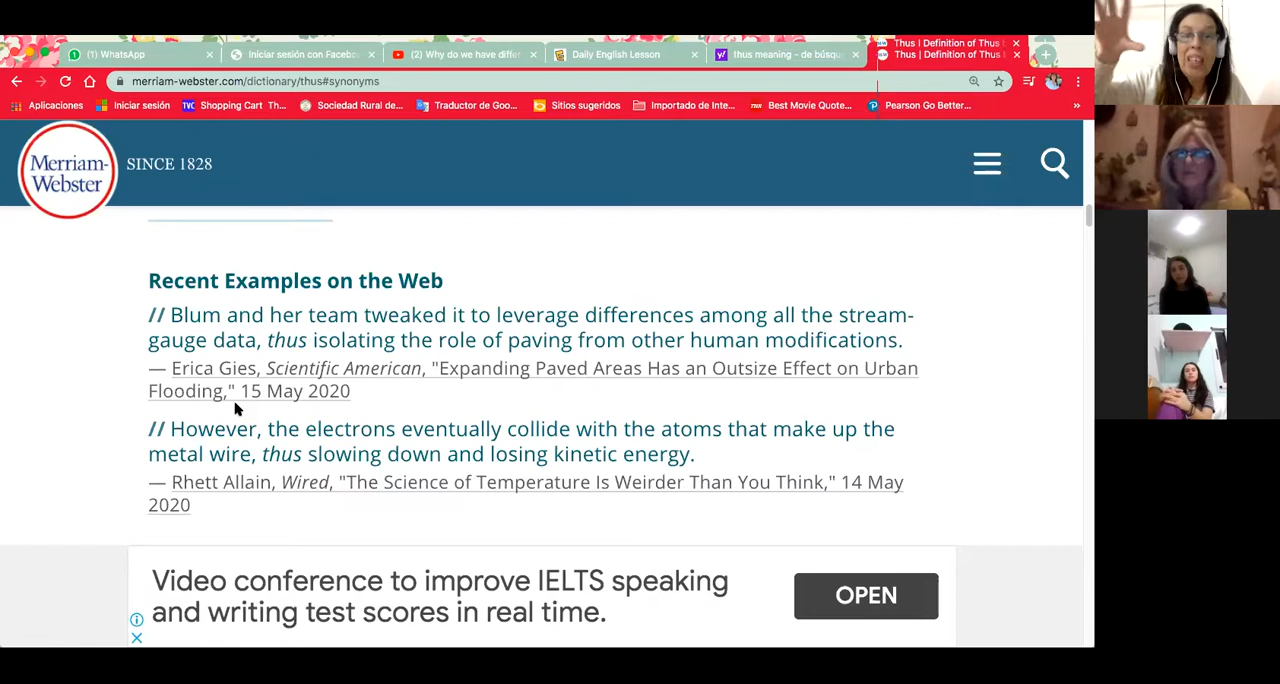 (1) WhatsApp
Iniciar sesión con Facebo
(2) Why do we have differ
Daily English Lesson
thus meaning - de búsqu
Thus | Definition of Thus b
Thus | Definition of Thus b
merriam-webster.com/dictionary/thus#synonyms
Aplicaciones
Iniciar sesión
TVC Shopping Cart Th...
Sociedad Rural de...
Traductor de Goo...
Sitios sugeridos
Importado de Inte...
Best Movie Quote...
Pearson Go Better...
»
Merriam-
Webster
SINCE 1828
Recent Examples on the Web
// Blum and her team tweaked it to leverage differences among all the stream-
gauge data, thus isolating the role of paving from other human modifications.
— Erica Gies, Scientific American, "Expanding Paved Areas Has an Outsize Effect on Urban
Flooding," 15 May 2020
// However, the electrons eventually collide with the atoms that make up the
metal wire, thus slowing down and losing kinetic energy.
— Rhett Allain, Wired, "The Science of Temperature Is Weirder Than You Think," 14 May
2020
Video conference to improve IELTS speaking
and writing test scores in real time.
OPEN